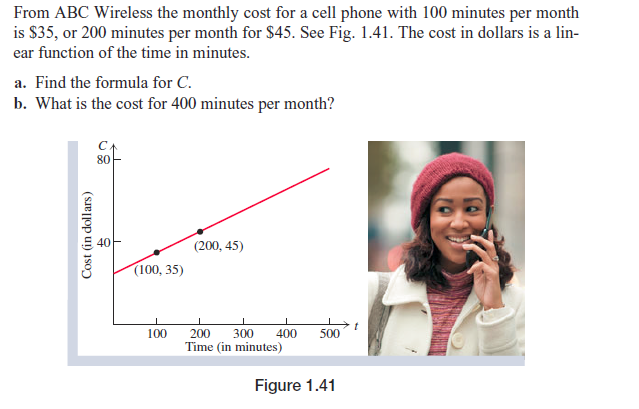 From ABC Wireless the monthly cost for a cell phone with 100 minutes per month
is $35, or 200 minutes per month for $45. See Fig. 1.41. The cost in dollars is a lin-
ear function of the time in minutes.
a. Find the formula for C.
b. What is the cost for 400 minutes per month?
C
80
Cost (in dollars)
40
(200, 45)
(100, 35)
100 200 300 400 500 t
Time (in minutes)
Figure 1.41